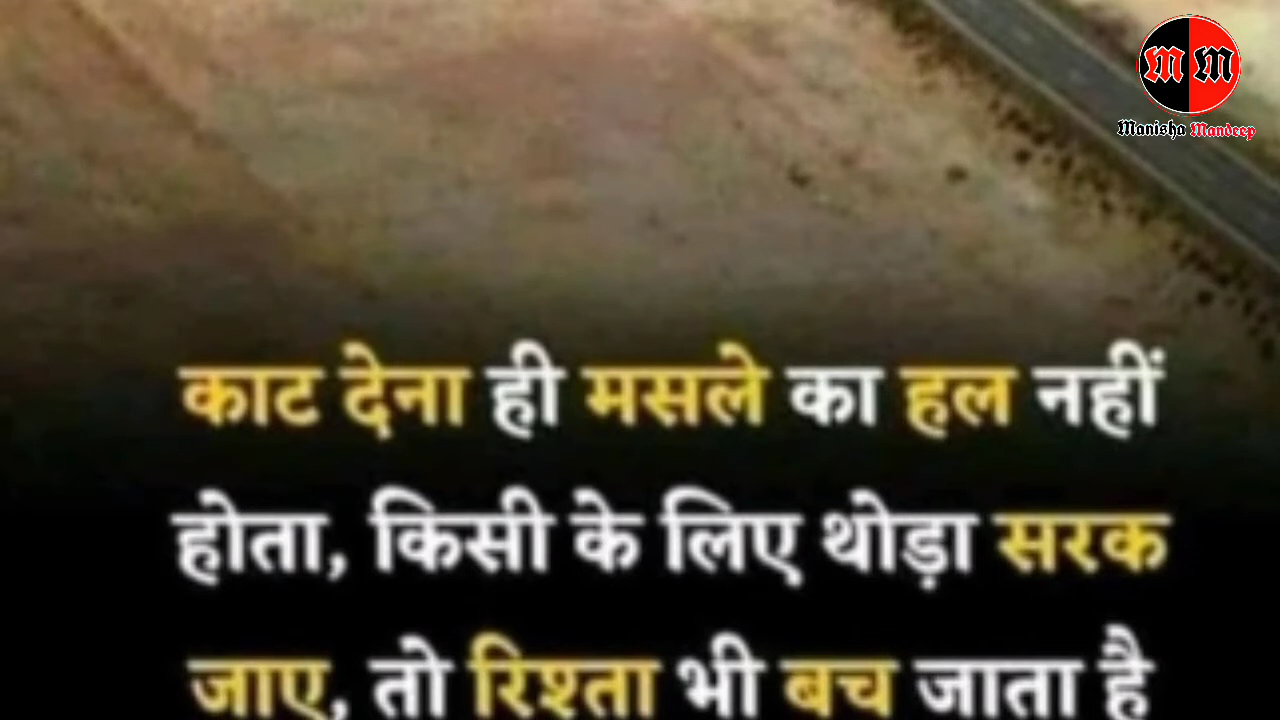 M M
Manisha Mandeep
काट देना ही मसले का हल नहीं
होता, किसी के लिए थोड़ा सरक
जाए, तो रिश्ता भी बच जाता है